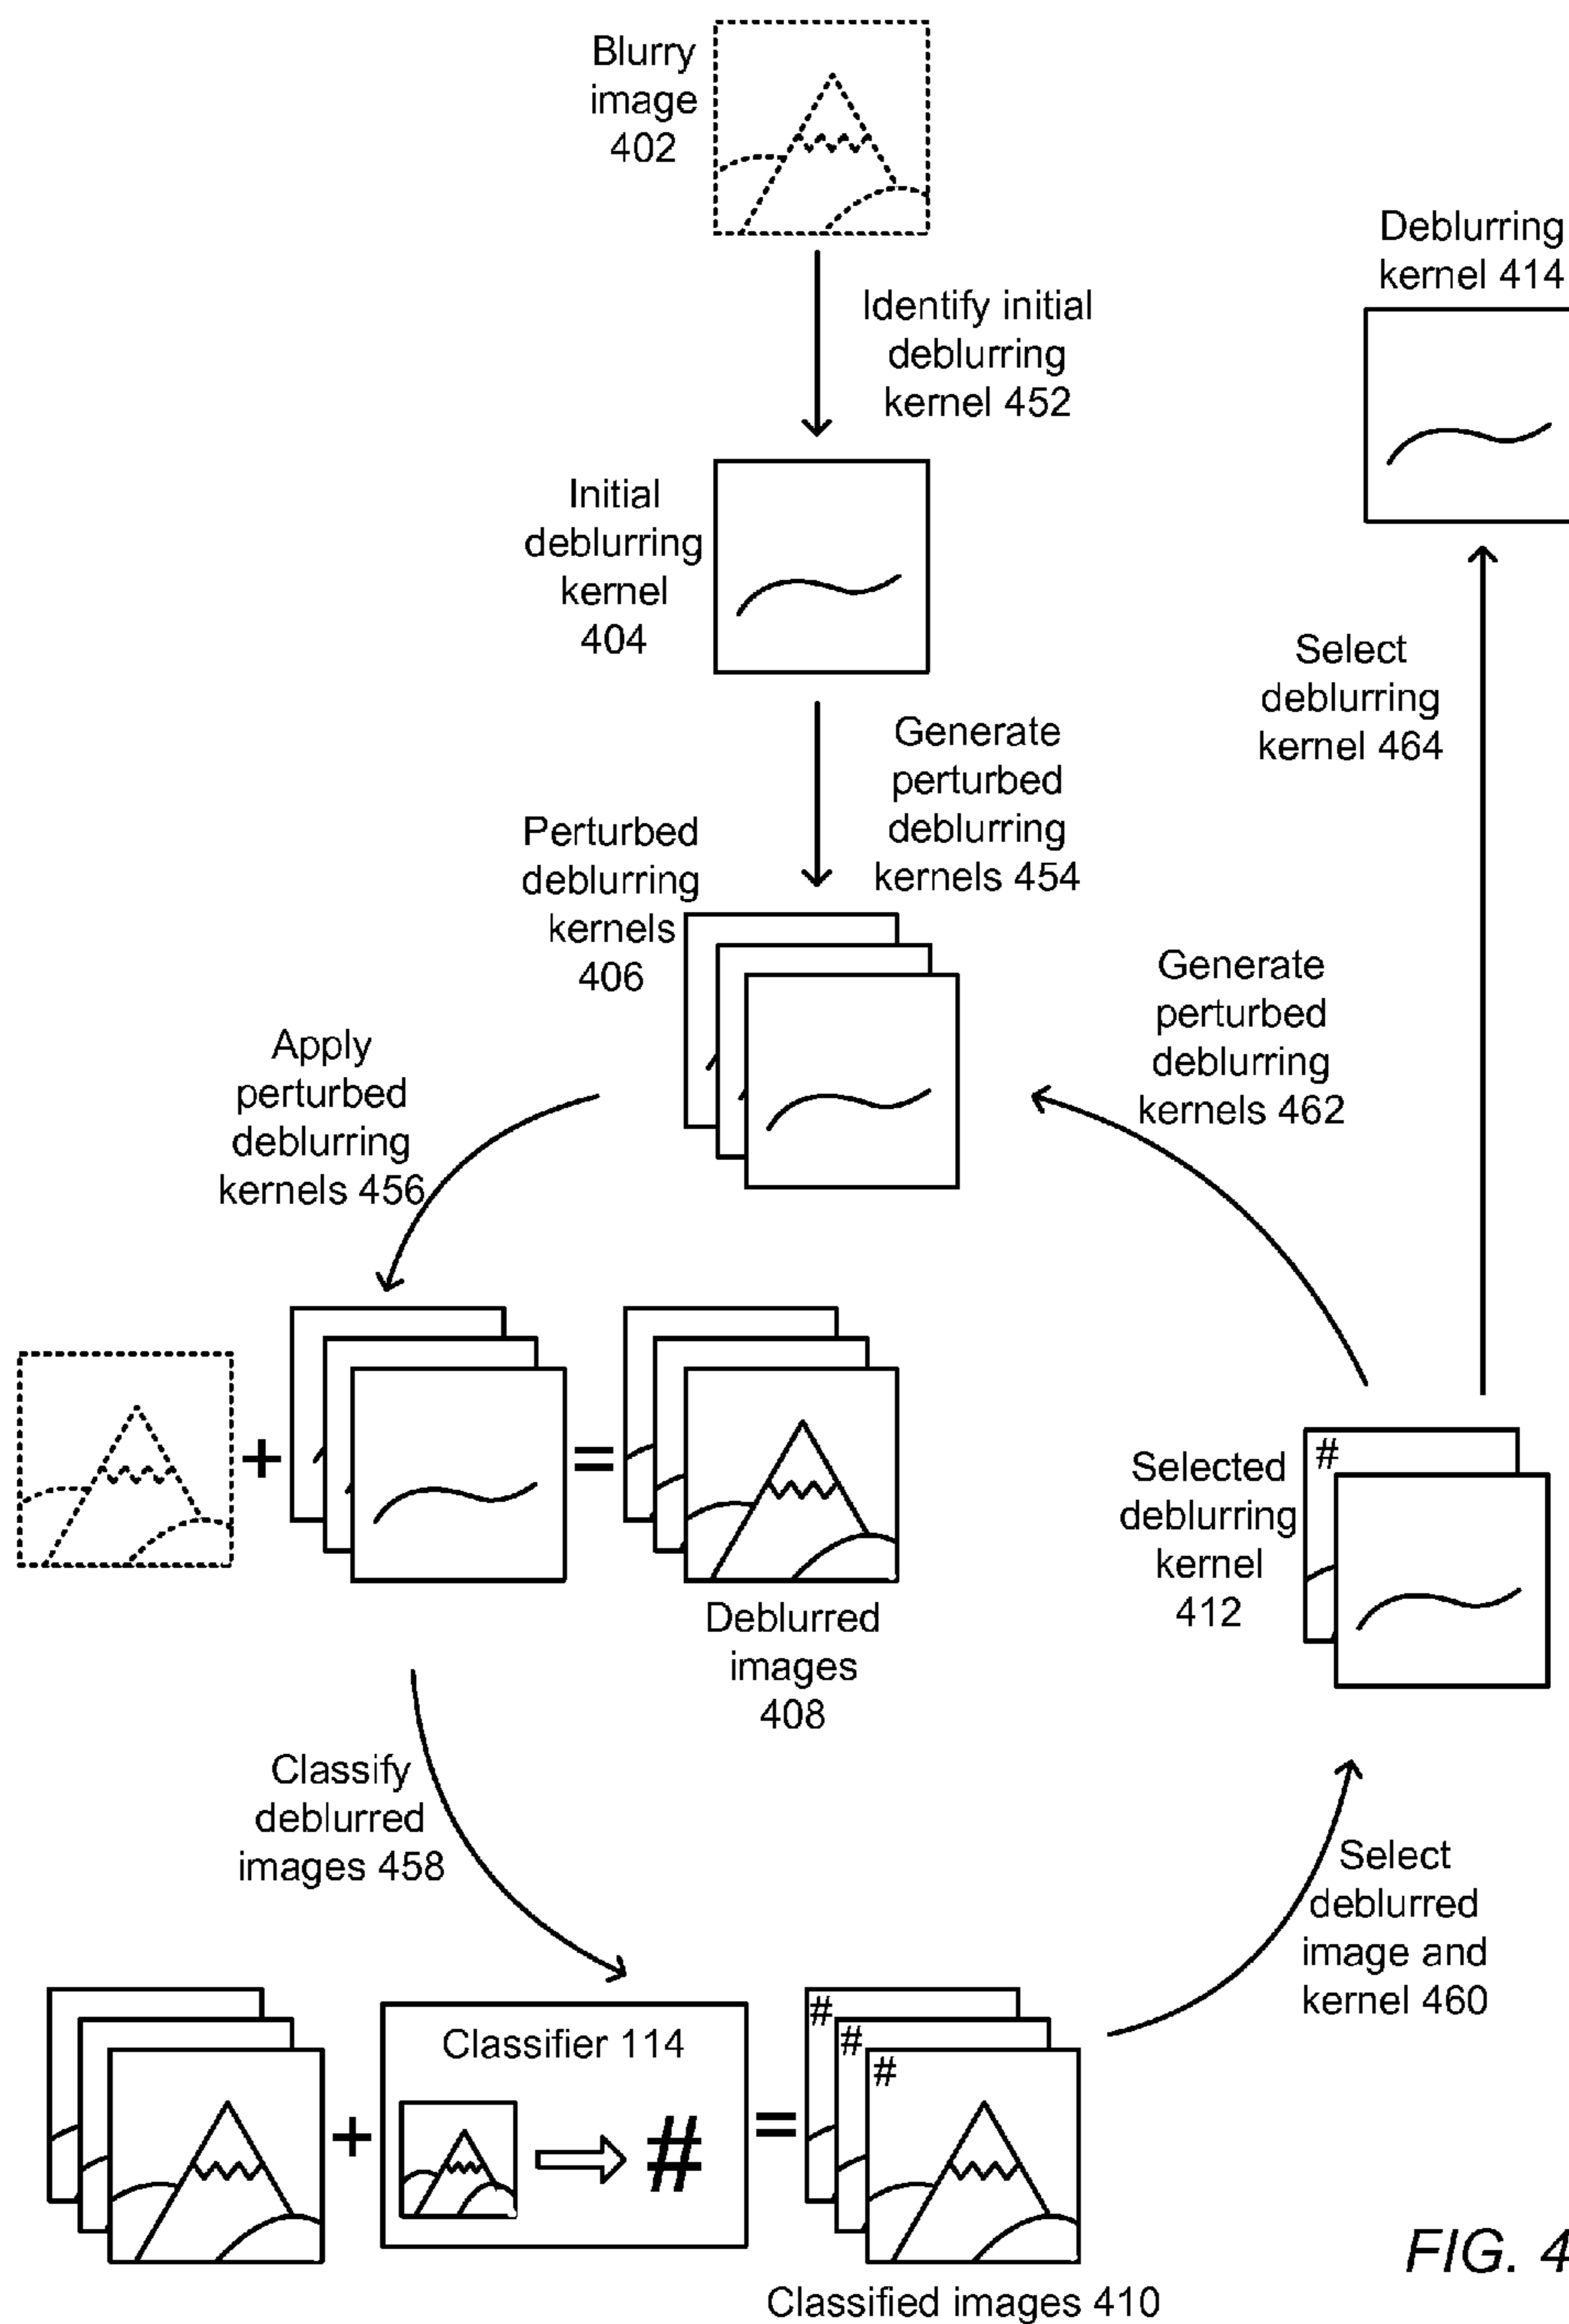 Blurry
image
402
Identify initial
deblurring
kernel 452
Deblurring
kernel 414
Initial
deblurring
kernel
404
Generate
perturbed
deblurring
kernels 454
Select
deblurring
kernel 464
Perturbed
deblurring
kernels
406
Generate
perturbed
deblurring
kernels 462
Apply
perturbed
deblurring
kernels 456
+
=
Deblurred
images
408
#
Selected
deblurring
kernel
412
Classify
deblurred
images 458
Select
deblurred
image and
kernel 460
+
Classifier 114
#
=
#
#
#
Classified images 410
FIG. 4